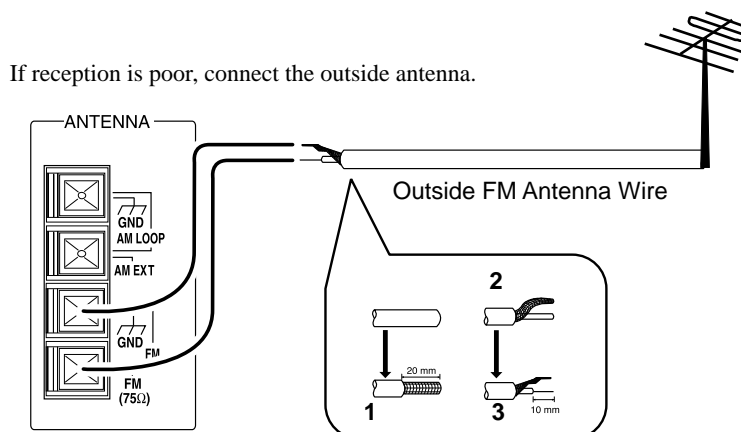 If reception is poor, connect the outside antenna.
ANTENNA
GND
AM LOOP
AM EXT
GND
FM
FM
(75Ω)
Outside FM Antenna Wire
2
20 mm
1
3
10 mm